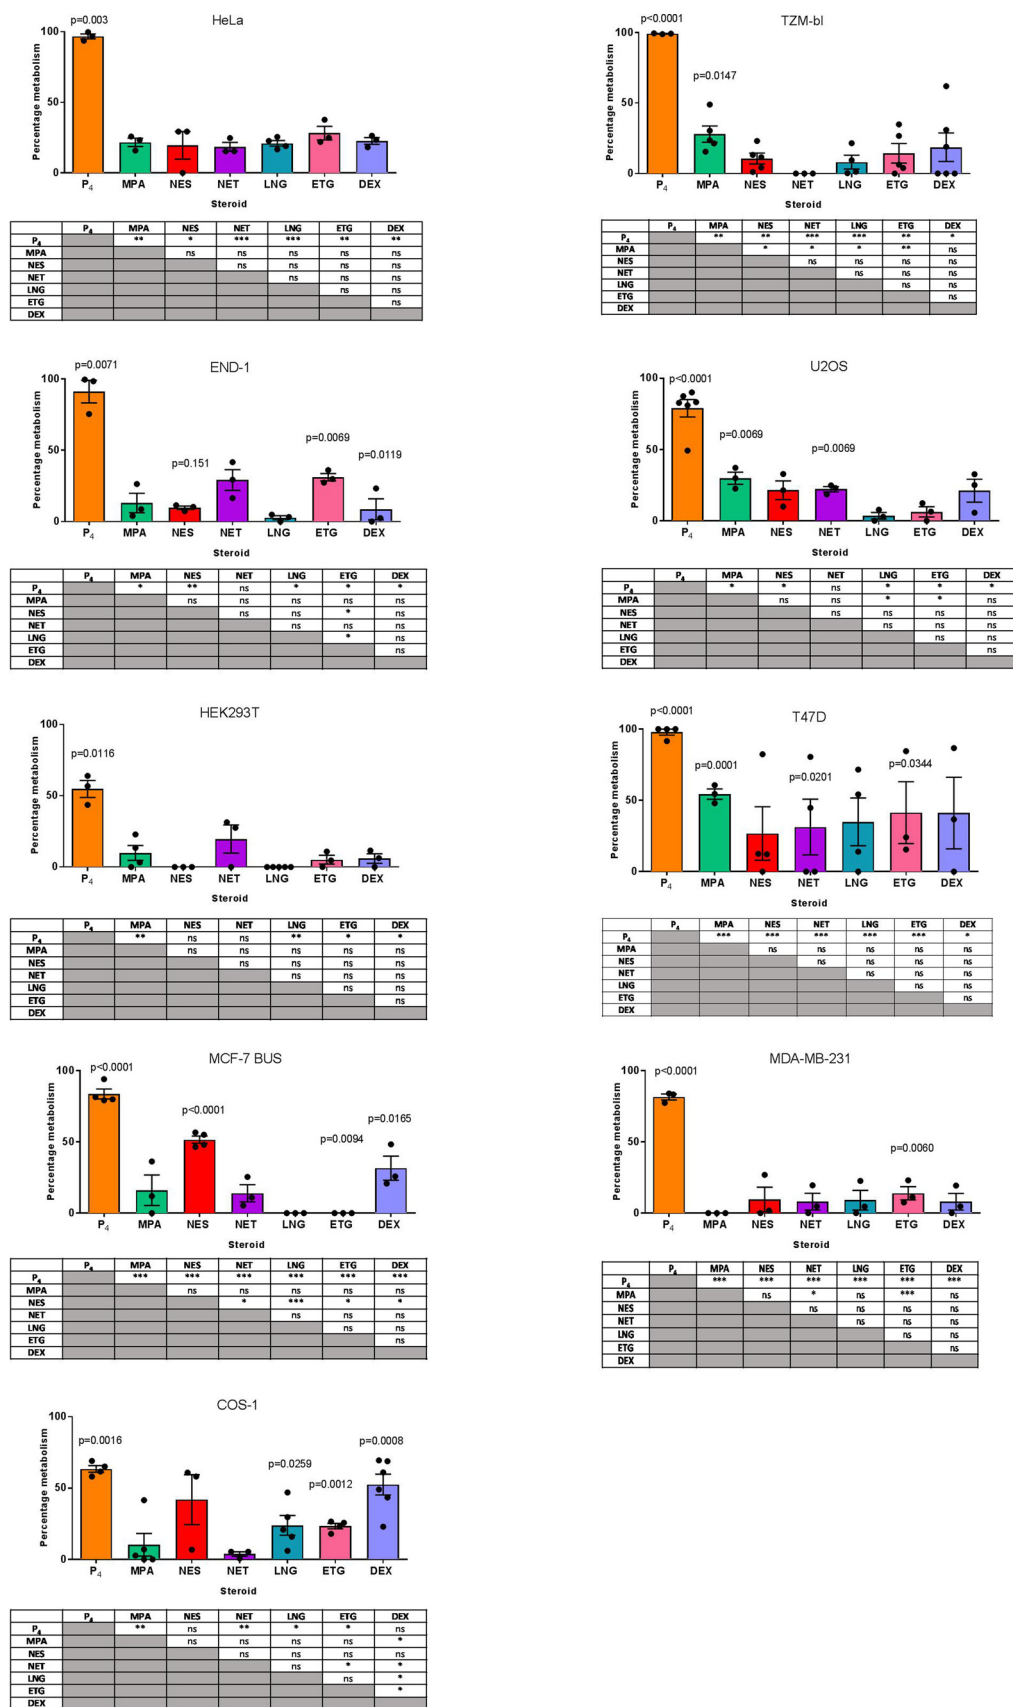 HeLa
p=0.003
100
50
0
Percentage metabolism
P4 MPA NES NET LNG ETG DEX
Steroid
P4 MPA NES NET LNG ETG DEX
P4 ** * *** *** ** **
MPA ns ns ns ns ns
NES ns ns ns ns
NET ns ns ns
LNG ns ns
ETG ns
DEX
TZM-bl
p<0.0001
p=0.0147
100
50
0
Percentage metabolism
P4 MPA NES NET LNG ETG DEX
Steroid
P4 MPA NES NET LNG ETG DEX
P4 ** ** *** *** ** *
MPA * * * ** ns
NES ns ns ns ns
NET ns ns ns
LNG ns ns
ETG ns
DEX
END-1
p=0.0071
p=0.151
p=0.0069
p=0.0119
100
50
0
Percentage metabolism
P4 MPA NES NET LNG ETG DEX
Steroid
P4 MPA NES NET LNG ETG DEX
P4 * ** ns * * *
MPA ns ns ns ns ns
NES ns ns * ns
NET ns ns ns
LNG * ns
ETG ns
DEX
U2OS
p<0.0001
p=0.0069
p=0.0069
100
50
0
Percentage metabolism
P4 MPA NES NET LNG ETG DEX
Steroid
P4 MPA NES NET LNG ETG DEX
P4 * * ns * * *
MPA ns ns * * ns
NES ns ns ns ns
NET ns ns ns
LNG ns ns
ETG ns
DEX
HEK293T
p=0.0116
100
50
0
Percentage metabolism
P4 MPA NES NET LNG ETG DEX
Steroid
P4 MPA NES NET LNG ETG DEX
P4 ** ns ns ** * *
MPA ns ns ns ns ns
NES ns ns ns ns
NET ns ns ns
LNG ns ns
ETG ns
DEX
T47D
p<0.0001
p=0.0001
p=0.0201
p=0.0344
100
50
0
Percentage metabolism
P4 MPA NES NET LNG ETG DEX
Steroid
P4 MPA NES NET LNG ETG DEX
P4 *** *** *** *** *** *
MPA ns ns ns ns ns
NES ns ns ns ns
NET ns ns ns
LNG ns ns
ETG ns
DEX
MCF-7 BUS
p<0.0001
p<0.0001
p=0.0094
p=0.0165
100
50
0
Percentage metabolism
P4 MPA NES NET LNG ETG DEX
Steroid
P4 MPA NES NET LNG ETG DEX
P4 *** *** *** *** *** ***
MPA ns ns ns ns ns
NES * *** * *
NET ns ns ns
LNG ns ns
ETG ns
DEX
MDA-MB-231
p<0.0001
p=0.0060
100
50
0
Percentage metabolism
P4 MPA NES NET LNG ETG DEX
Steroid
P4 MPA NES NET LNG ETG DEX
P4 *** *** *** *** *** ***
MPA ns * ns *** ns
NES ns ns ns ns
NET ns ns ns
LNG ns ns
ETG ns
DEX
COS-1
p=0.0016
p=0.0259
p=0.0012
p=0.0008
100
50
0
Percentage metabolism
P4 MPA NES NET LNG ETG DEX
Steroid
P4 MPA NES NET LNG ETG DEX
P4 ** ns ** * * ns
MPA ns ns ns ns *
NES ns ns ns ns
NET ns * *
LNG ns *
ETG *
DEX